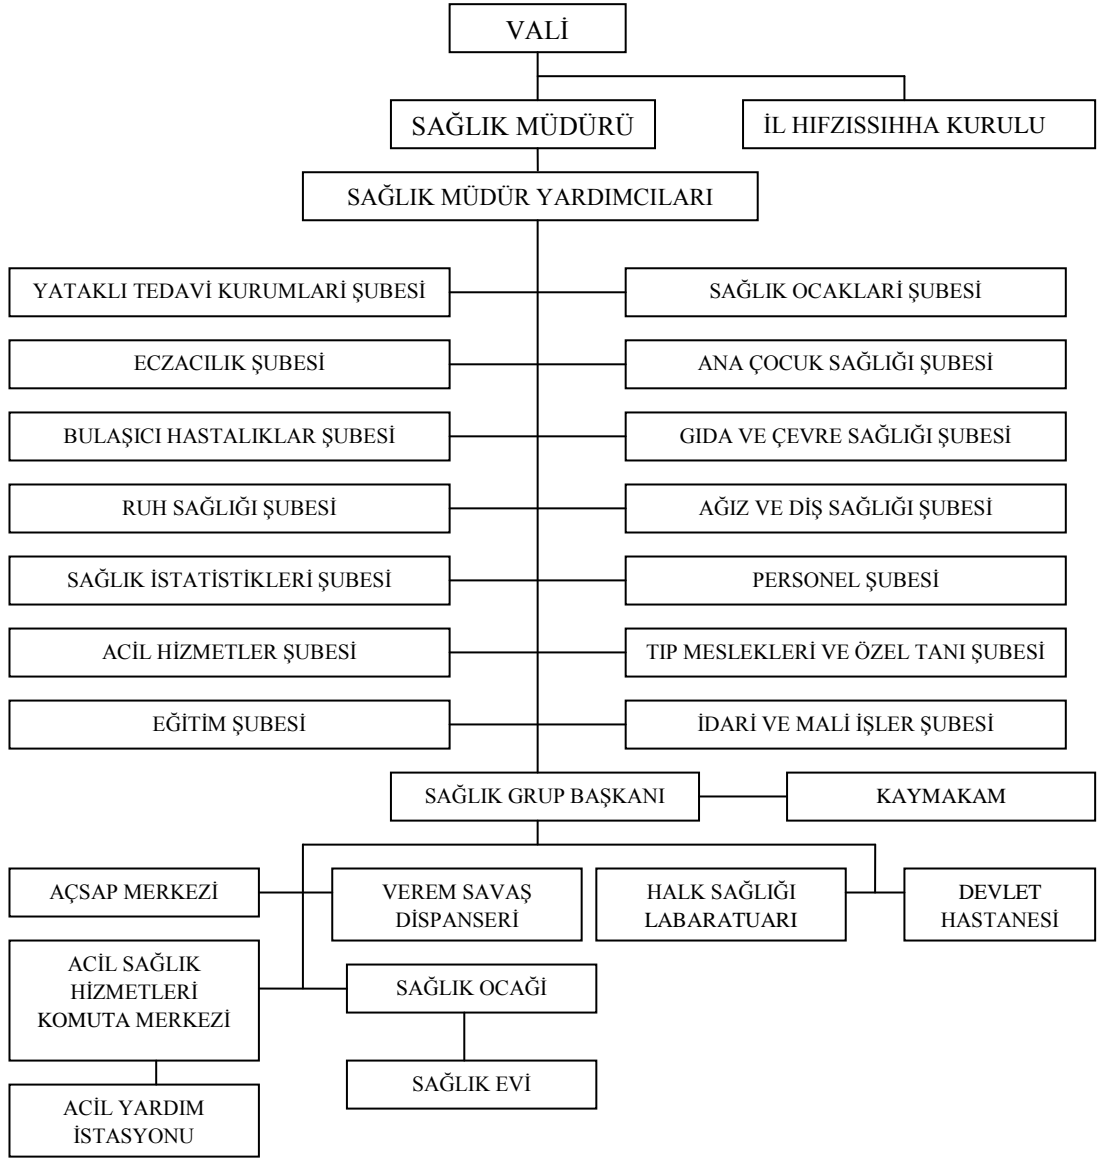 VALİ
SAĞLIK MÜDÜRÜ
İL HIFZISSIHHA KURULU
SAĞLIK MÜDÜR YARDIMCILARI
YATAKLI TEDAVİ KURUMLARİ ŞUBESİ
SAĞLIK OCAKLARİ ŞUBESİ
ECZACILIK ŞUBESİ
ANA ÇOCUK SAĞLIĞI ŞUBESİ
BULAŞICI HASTALIKLAR ŞUBESİ
GIDA VE ÇEVRE SAĞLIĞI ŞUBESİ
RUH SAĞLIĞI ŞUBESİ
AĞIZ VE DİŞ SAĞLIĞI ŞUBESİ
SAĞLIK İSTATİSTİKLERİ ŞUBESİ
PERSONEL ŞUBESİ
ACİL HİZMETLER ŞUBESİ
TIP MESLEKLERİ VE ÖZEL TANI ŞUBESİ
EĞİTİM ŞUBESİ
İDARİ VE MALİ İŞLER ŞUBESİ
SAĞLIK GRUP BAŞKANI
KAYMAKAM
AÇSAP MERKEZİ
VEREM SAVAŞ
DİSPANSERİ
HALK SAĞLIĞI
LABARATUARI
DEVLET
HASTANESİ
ACİL SAĞLIK
HİZMETLERİ
KOMUTA MERKEZİ
SAĞLIK OCAĞİ
SAĞLIK EVİ
ACİL YARDIM
İSTASYONU